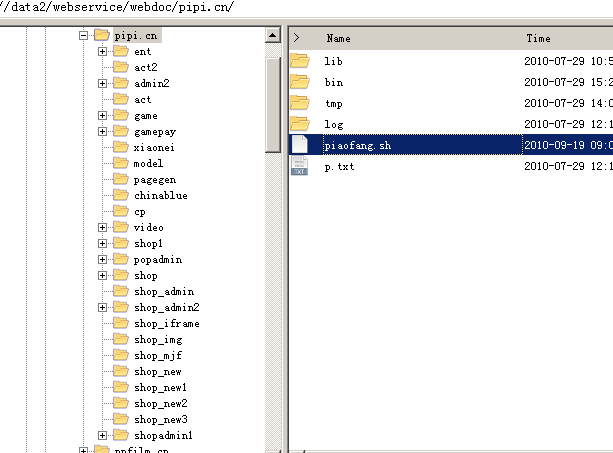 //data2/webservice/webdoc/pipi.cn/
pipi.cn
ent
act2
admin2
act
game
gamepay
xiaonei
model
pagegen
chinablue
cp
video
shop1
popadmin
shop
shop_admin
shop_admin2
shop_iframe
shop_img
shop_mjf
shop_new
shop_new1
shop_new2
shop_new3
shopadmin1
ppfilm.cn
Name Time
lib 2010-07-29 10:5
bin 2010-07-29 15:2
tmp 2010-07-29 14:0
log 2010-07-29 12:1
piaofang.sh 2010-09-19 09:0
p.txt 2010-07-29 12:1
TXT